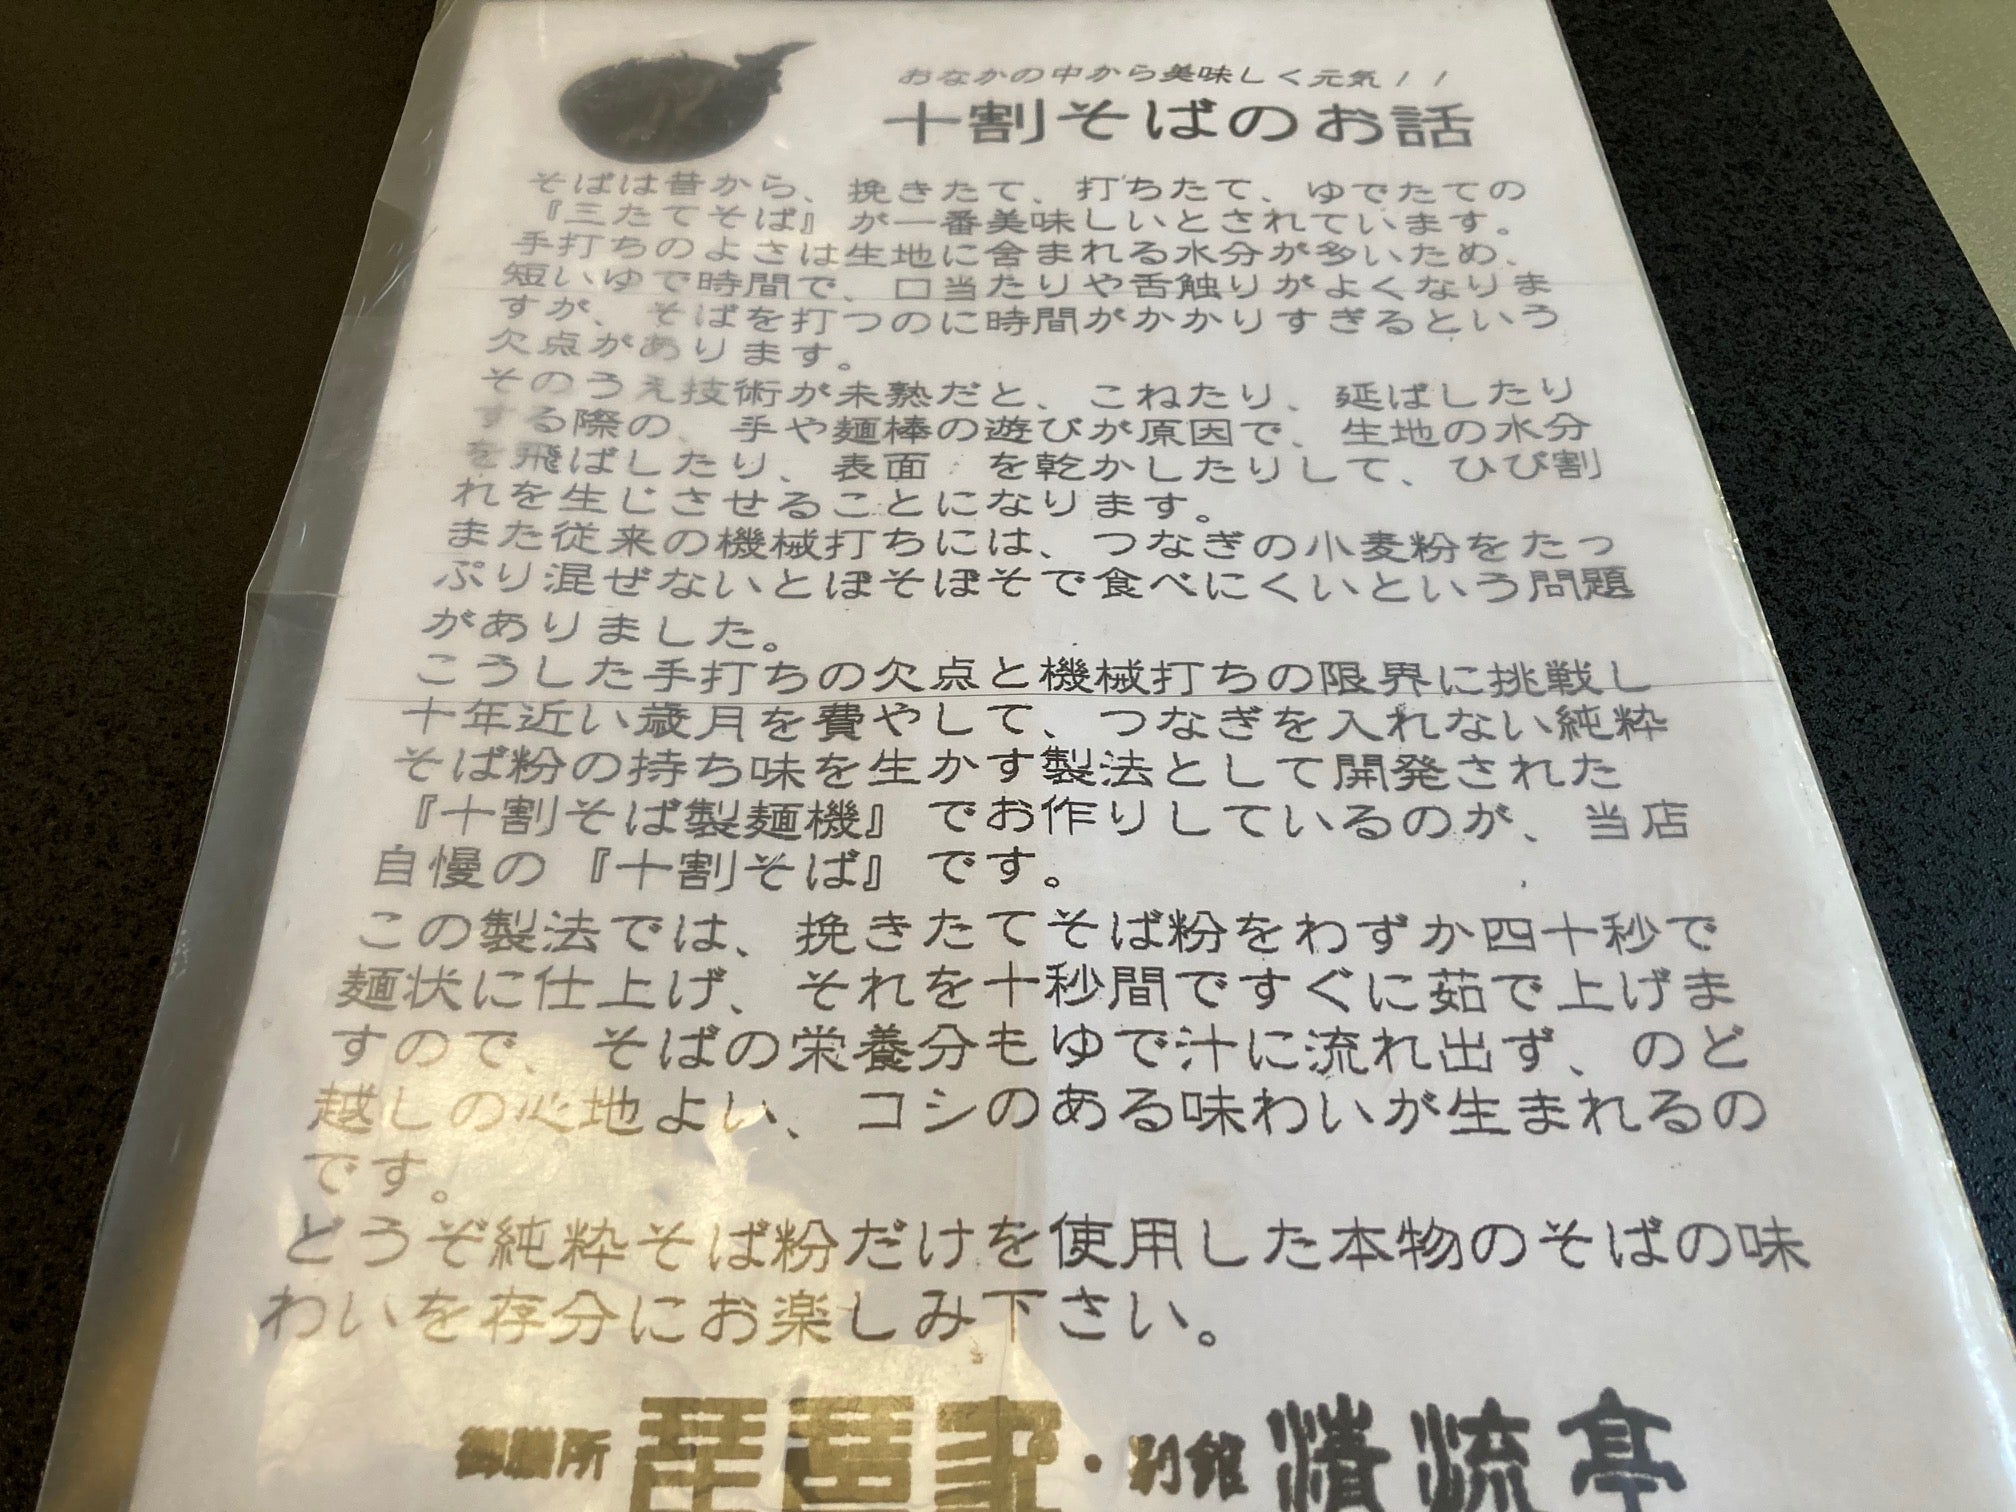 おなかの中から美味しく元気！！
十割そばのお話
そばは昔から、挽きたて、打ちたて、ゆでたての
『三たてそば』が一番美味しいとされています。
手打ちのよさは生地に含まれる水分が多いため、
短いゆで時間で、口当たりや舌触りがよくなりま
すが、そばを打つのに時間がかかりすぎるという
欠点があります。
そのうえ技術が未熟だと、こねたり、延ばしたり
する際の、手や麺棒の遊びが原因で、生地の水分
を飛ばしたり、表面 を乾かしたりして、ひび割
れを生じさせることになります。
また従来の機械打ちには、つなぎの小麦粉をたっ
ぷり混ぜないとぼそぼそで食べにくいという問題
がありました。
こうした手打ちの欠点と機械打ちの限界に挑戦し
十年近い歳月を費やして、つなぎを入れない純粋
そば粉の持ち味を生かす製法として開発された
『十割そば製麺機』でお作りしているのが、当店
自慢の『十割そば』です。
この製法では、挽きたてそば粉をわずか四十秒で
麺状に仕上げ、それを十秒間ですぐに茹で上げま
すので、そばの栄養分もゆで汁に流れ出ず、のど
越しの心地よい、コシのある味わいが生まれるの
です。
どうぞ純粋そば粉だけを使用した本物のそばの味
わいを存分にお楽しみ下さい。
御膳所 琵琶家・別館 清流亭